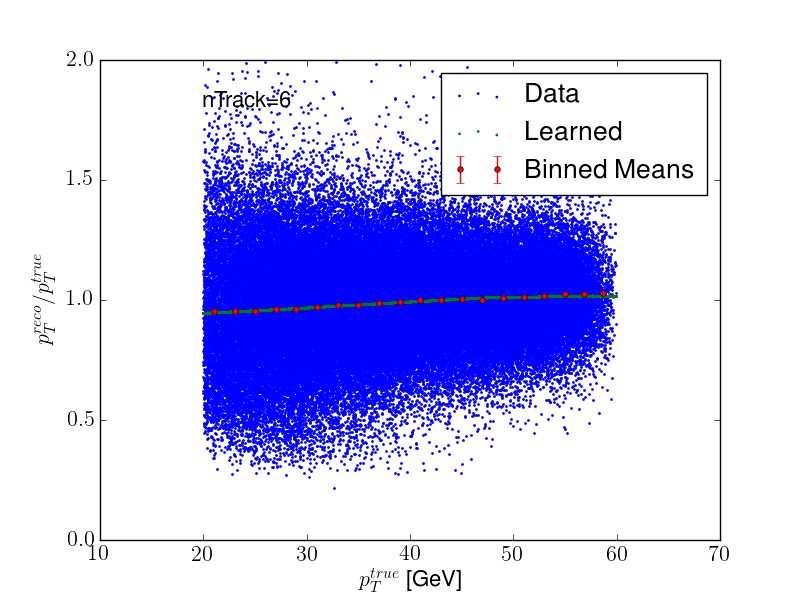 2.0
1.5
1.0
0.5
0.0
10
20
30
40
50
60
70
p_T^{reco}/p_T^{true}
p_T^{true} [GeV]
nTrack=6
Data
Learned
Binned Means